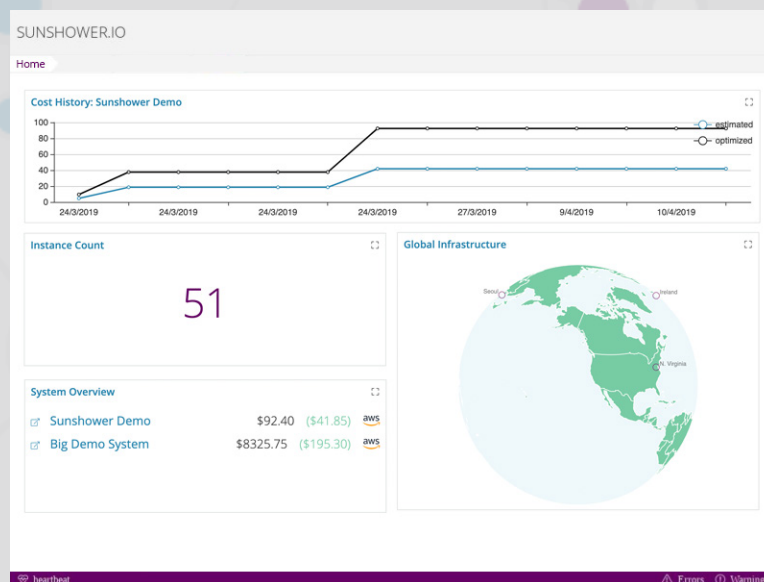 SUNSHOWER.IO
Home
Cost History: Sunshower Demo
100
80
60
40
20
0
estimated
optimized
24/3/2019 24/3/2019 24/3/2019 24/3/2019 27/3/2019 9/4/2019 10/4/2019
Instance Count
51
Global Infrastructure
Seoul
Ireland
N. Virginia
System Overview
Sunshower Demo $92.40 ($41.85) aws
Big Demo System $8325.75 ($195.30) aws
heartbeat Errors Warning